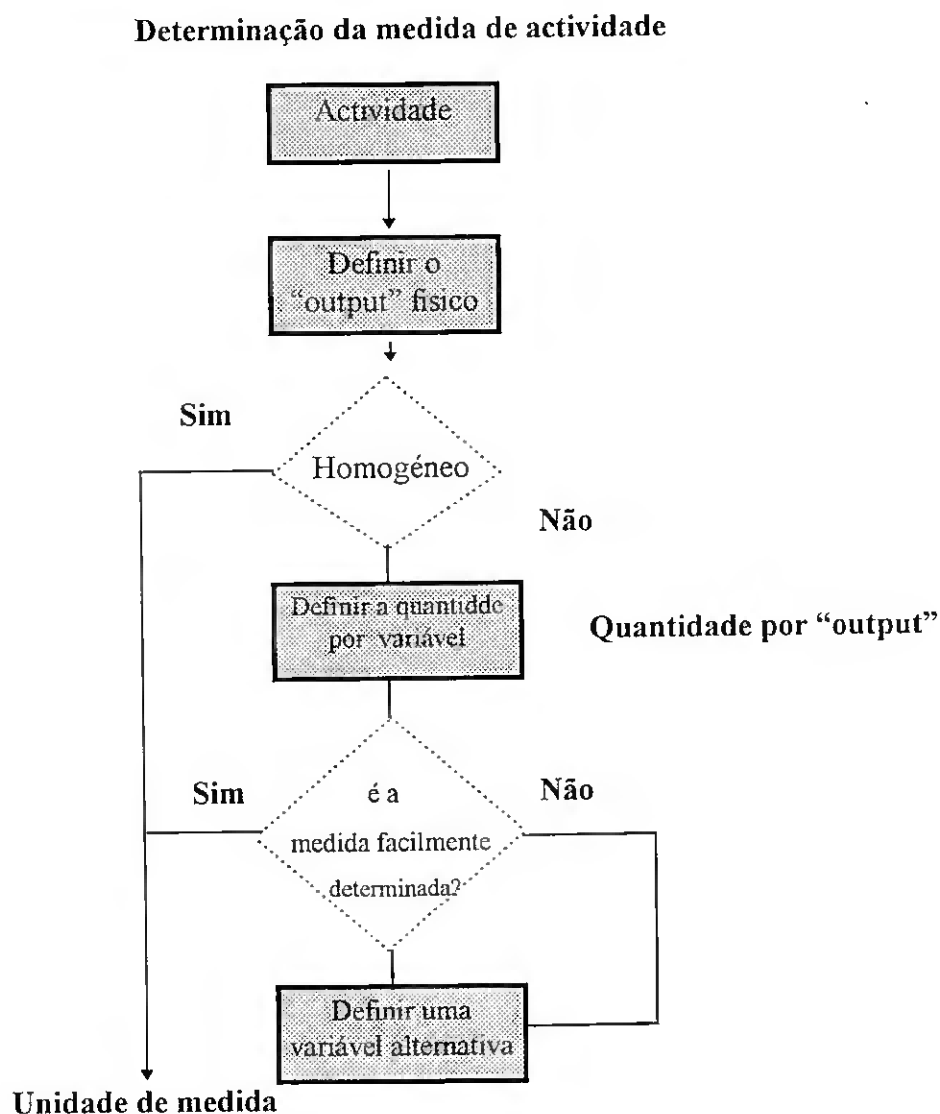 Determinação da medida de actividade
Actividade
Definir o
“output” fisico
Sim
Homogéneo
Não
Definir a quantidde
por variável
Quantidade por “output”
Sim
é a
medida facilmente
determinada?
Não
Definir uma
variável alternativa
Unidade de medida